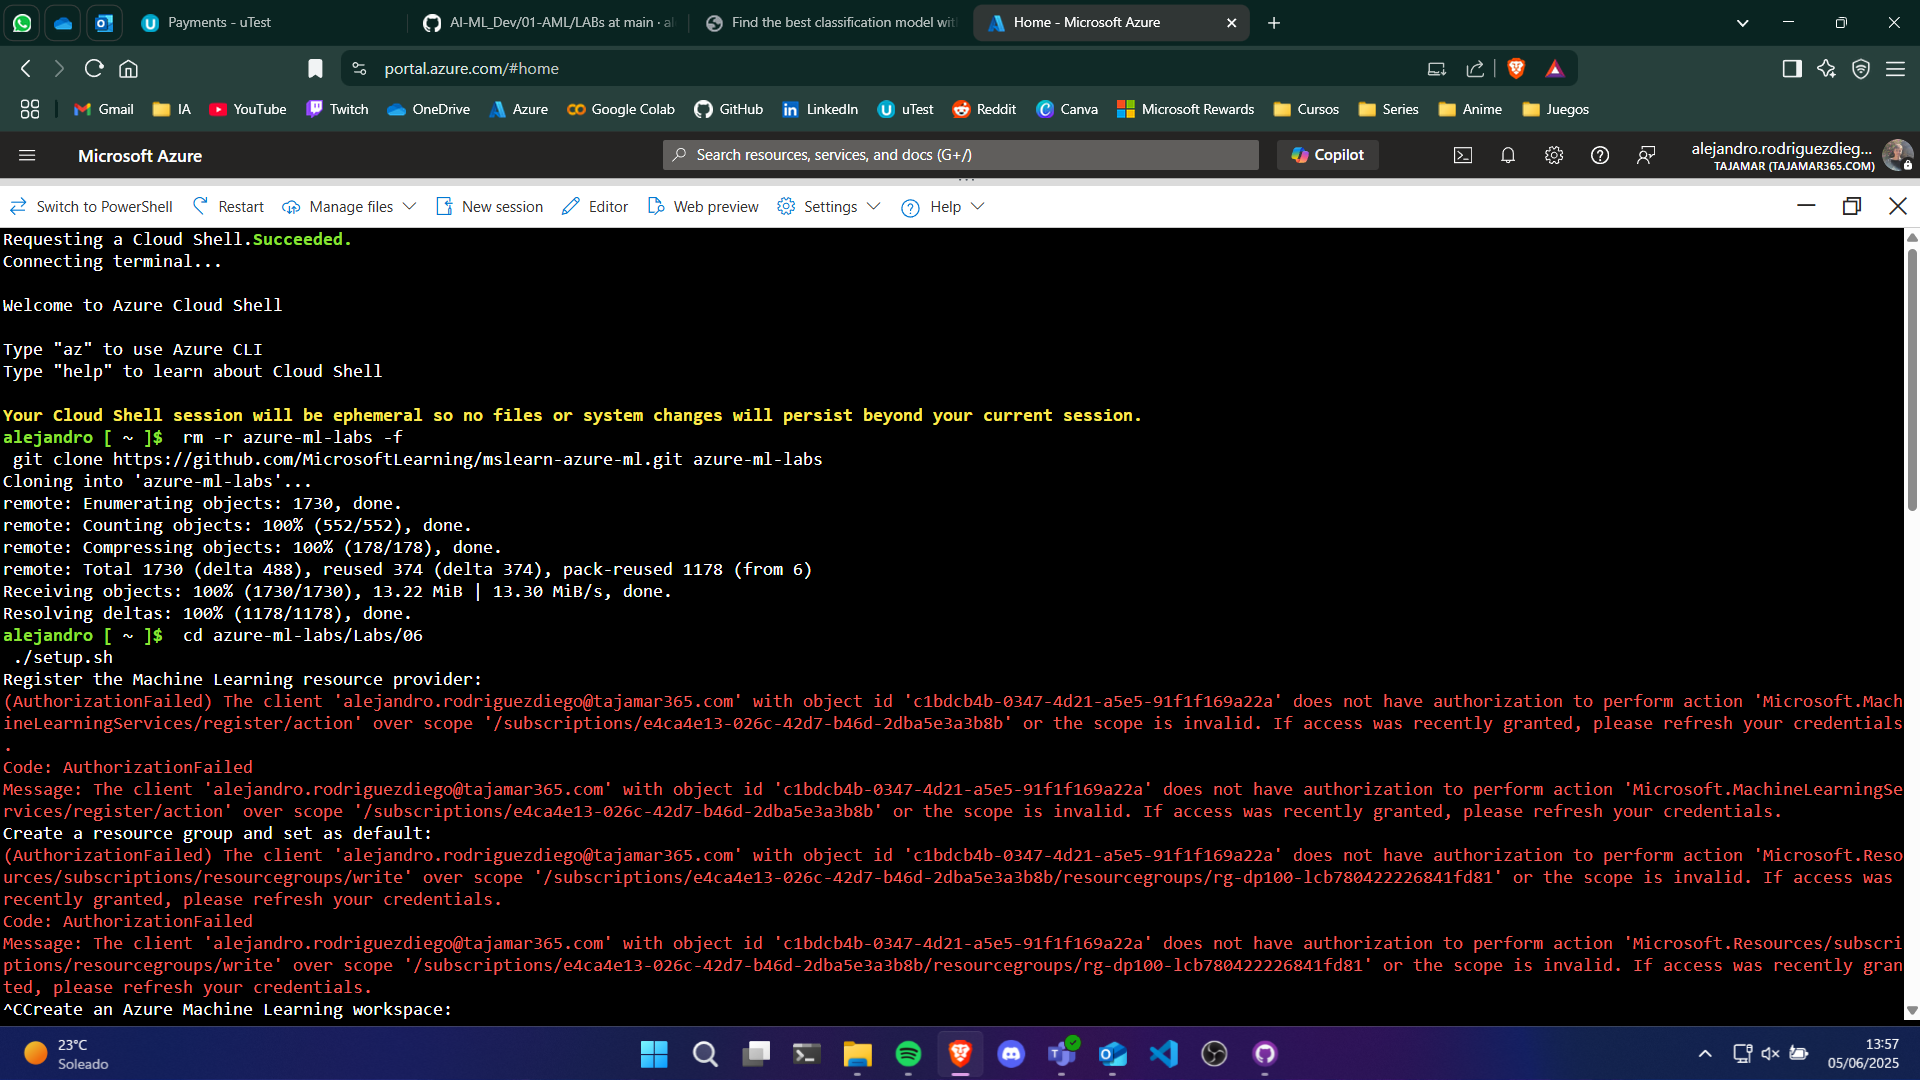 Payments - uTest
AI-ML_Dev/01-AML/LABs at main · al
Find the best classification model wit
Home - Microsoft Azure
portal.azure.com/#home
Gmail
IA
YouTube
Twitch
OneDrive
Azure
Google Colab
GitHub
LinkedIn
uTest
Reddit
Canva
Microsoft Rewards
Cursos
Series
Anime
Juegos
Microsoft Azure
Search resources, services, and docs (G+/)
Copilot
alejandro.rodriguezdieg...
TAJAMAR (TAJAMAR365.COM)
Switch to PowerShell
Restart
Manage files
New session
Editor
Web preview
Settings
Help
Requesting a Cloud Shell.Succeeded.
Connecting terminal...
Welcome to Azure Cloud Shell
Type "az" to use Azure CLI
Type "help" to learn about Cloud Shell
Your Cloud Shell session will be ephemeral so no files or system changes will persist beyond your current session.
alejandro [ ~ ]$  rm -r azure-ml-labs -f
 git clone https://github.com/MicrosoftLearning/mslearn-azure-ml.git azure-ml-labs
Cloning into 'azure-ml-labs'...
remote: Enumerating objects: 1730, done.
remote: Counting objects: 100% (552/552), done.
remote: Compressing objects: 100% (178/178), done.
remote: Total 1730 (delta 488), reused 374 (delta 374), pack-reused 1178 (from 6)
Receiving objects: 100% (1730/1730), 13.22 MiB | 13.30 MiB/s, done.
Resolving deltas: 100% (1178/1178), done.
alejandro [ ~ ]$  cd azure-ml-labs/Labs/06
 ./setup.sh
Register the Machine Learning resource provider:
(AuthorizationFailed) The client 'alejandro.rodriguezdiego@tajamar365.com' with object id 'c1bdcb4b-0347-4d21-a5e5-91f1f169a22a' does not have authorization to perform action 'Microsoft.Mach
ineLearningServices/register/action' over scope '/subscriptions/e4ca4e13-026c-42d7-b46d-2dba5e3a3b8b' or the scope is invalid. If access was recently granted, please refresh your credentials
.
Code: AuthorizationFailed
Message: The client 'alejandro.rodriguezdiego@tajamar365.com' with object id 'c1bdcb4b-0347-4d21-a5e5-91f1f169a22a' does not have authorization to perform action 'Microsoft.MachineLearningSe
rvices/register/action' over scope '/subscriptions/e4ca4e13-026c-42d7-b46d-2dba5e3a3b8b' or the scope is invalid. If access was recently granted, please refresh your credentials.
Create a resource group and set as default:
(AuthorizationFailed) The client 'alejandro.rodriguezdiego@tajamar365.com' with object id 'c1bdcb4b-0347-4d21-a5e5-91f1f169a22a' does not have authorization to perform action 'Microsoft.Reso
urces/subscriptions/resourcegroups/write' over scope '/subscriptions/e4ca4e13-026c-42d7-b46d-2dba5e3a3b8b/resourcegroups/rg-dp100-lcb780422226841fd81' or the scope is invalid. If access was
recently granted, please refresh your credentials.
Code: AuthorizationFailed
Message: The client 'alejandro.rodriguezdiego@tajamar365.com' with object id 'c1bdcb4b-0347-4d21-a5e5-91f1f169a22a' does not have authorization to perform action 'Microsoft.Resources/subscri
ptions/resourcegroups/write' over scope '/subscriptions/e4ca4e13-026c-42d7-b46d-2dba5e3a3b8b/resourcegroups/rg-dp100-lcb780422226841fd81' or the scope is invalid. If access was recently gran
ted, please refresh your credentials.
^CCreate an Azure Machine Learning workspace:
23°C
Soleado
13:57
05/06/2025